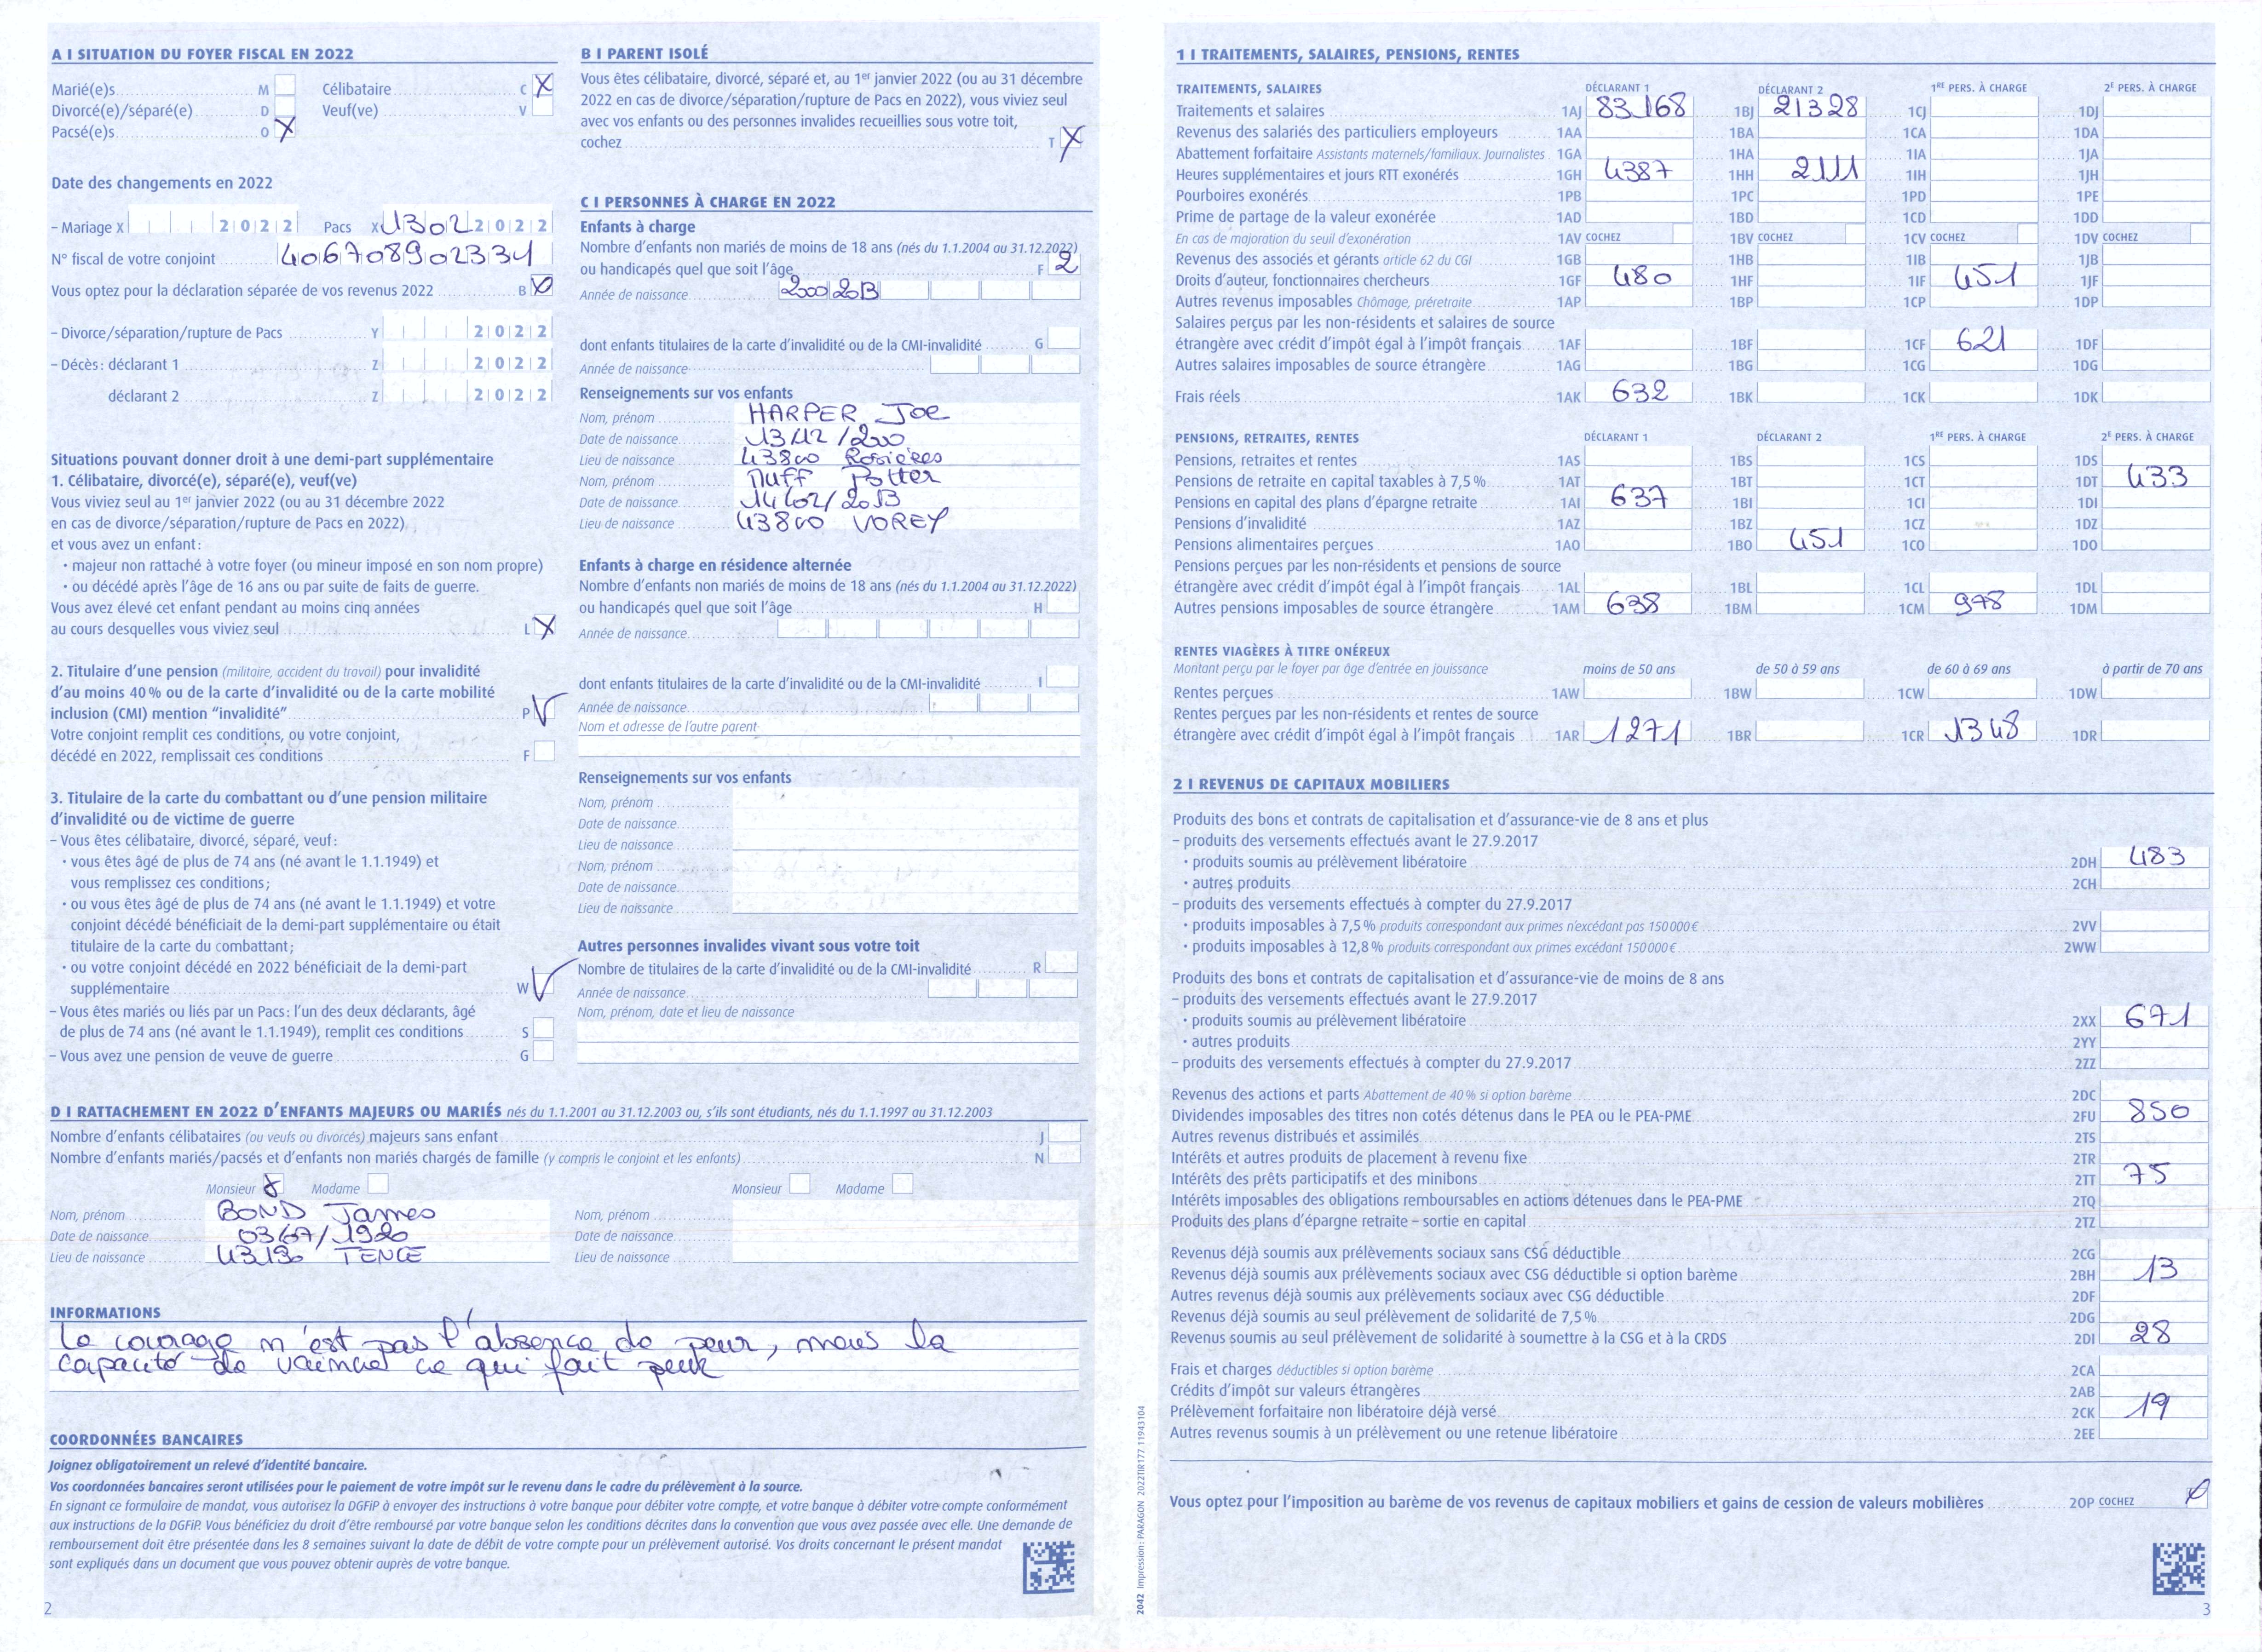 A I SITUATION DU FOYER FISCAL EN 2022
Marié(e)s M Célibataire C X
Divorcé(e)/séparé(e) D Veuf(ve) V
Pacsé(e)s O X
Date des changements en 2022
– Mariage X 2022 Pacs X 1302 2022
N° fiscal de votre conjoint 4067089023341
Vous optez pour la déclaration séparée de vos revenus 2022 B X
– Divorce/séparation/rupture de Pacs Y 2022
– Décès : déclarant 1 Z 2022
déclarant 2 Z 2022
Situations pouvant donner droit à une demi-part supplémentaire
1. Célibataire, divorcé(e), séparé(e), veuf(ve)
Vous viviez seul au 1er janvier 2022 (ou au 31 décembre 2022
en cas de divorce/séparation/rupture de Pacs en 2022)
et vous avez un enfant :
• majeur non rattaché à votre foyer (ou mineur imposé en son nom propre)
• ou décédé après l'âge de 16 ans ou par suite de faits de guerre.
Vous avez élevé cet enfant pendant au moins cinq années
au cours desquelles vous viviez seul L X
2. Titulaire d'une pension (militaire, accident du travail) pour invalidité
d'au moins 40 % ou de la carte d'invalidité ou de la carte mobilité
inclusion (CMI) mention “invalidité” P V
Votre conjoint remplit ces conditions, ou votre conjoint,
décédé en 2022, remplissait ces conditions F
3. Titulaire de la carte du combattant ou d'une pension militaire
d'invalidité ou de victime de guerre
– Vous êtes célibataire, divorcé, séparé, veuf :
• vous êtes âgé de plus de 74 ans (né avant le 1.1.1949) et
vous remplissez ces conditions ;
• ou vous êtes âgé de plus de 74 ans (né avant le 1.1.1949) et votre
conjoint décédé bénéficiait de la demi-part supplémentaire ou était
titulaire de la carte du combattant ;
• ou votre conjoint décédé en 2022 bénéficiait de la demi-part
supplémentaire W V
– Vous êtes mariés ou liés par un Pacs : l'un des deux déclarants, âgé
de plus de 74 ans (né avant le 1.1.1949), remplit ces conditions S
– Vous avez une pension de veuve de guerre G
B I PARENT ISOLÉ
Vous êtes célibataire, divorcé, séparé et, au 1er janvier 2022 (ou au 31 décembre
2022 en cas de divorce/séparation/rupture de Pacs en 2022), vous viviez seul
avec vos enfants ou des personnes invalides recueillies sous votre toit,
cochez T X
C I PERSONNES À CHARGE EN 2022
Enfants à charge
Nombre d'enfants non mariés de moins de 18 ans (nés du 1.1.2004 au 31.12.2022)
ou handicapés quel que soit l'âge F 2
Année de naissance 2000 2013
dont enfants titulaires de la carte d'invalidité ou de la CMI-invalidité G
Année de naissance
Renseignements sur vos enfants
Nom, prénom HARPER Joe
Date de naissance 13/12/200
Lieu de naissance 43800 Rosières
Nom, prénom Muff Potter
Date de naissance 14/02/2013
Lieu de naissance 43800 VOREY
Enfants à charge en résidence alternée
Nombre d'enfants non mariés de moins de 18 ans (nés du 1.1.2004 au 31.12.2022)
ou handicapés quel que soit l'âge H
Année de naissance
dont enfants titulaires de la carte d'invalidité ou de la CMI-invalidité I
Année de naissance
Nom et adresse de l'autre parent
Renseignements sur vos enfants
Nom, prénom
Date de naissance
Lieu de naissance
Nom, prénom
Date de naissance
Lieu de naissance
Autres personnes invalides vivant sous votre toit
Nombre de titulaires de la carte d'invalidité ou de la CMI-invalidité R
Année de naissance
Nom, prénom, date et lieu de naissance
D I RATTACHEMENT EN 2022 D'ENFANTS MAJEURS OU MARIÉS nés du 1.1.2001 au 31.12.2003 ou, s'ils sont étudiants, nés du 1.1.1997 au 31.12.2003
Nombre d'enfants célibataires (ou veufs ou divorcés) majeurs sans enfant J
Nombre d'enfants mariés/pacsés et d'enfants non mariés chargés de famille (y compris le conjoint et les enfants) N
Monsieur X Madame Monsieur Madame
Nom, prénom BOND James Nom, prénom
Date de naissance 03/07/1920 Date de naissance
Lieu de naissance 43190 TENCE Lieu de naissance
INFORMATIONS
Le courage n'est pas l'absence de peur, mais la
capacité de vaincre ce qui fait peur
COORDONNÉES BANCAIRES
Joignez obligatoirement un relevé d'identité bancaire.
Vos coordonnées bancaires seront utilisées pour le paiement de votre impôt sur le revenu dans le cadre du prélèvement à la source.
En signant ce formulaire de mandat, vous autorisez la DGFiP à envoyer des instructions à votre banque pour débiter votre compte, et votre banque à débiter votre compte conformément
aux instructions de la DGFiP. Vous bénéficiez du droit d'être remboursé par votre banque selon les conditions décrites dans la convention que vous avez passée avec elle. Une demande de
remboursement doit être présentée dans les 8 semaines suivant la date de débit de votre compte pour un prélèvement autorisé. Vos droits concernant le présent mandat
sont expliqués dans un document que vous pouvez obtenir auprès de votre banque.
2
2042 Impression : PARAGON 2022TIR177 11943104
1 I TRAITEMENTS, SALAIRES, PENSIONS, RENTES
TRAITEMENTS, SALAIRES DÉCLARANT 1 DÉCLARANT 2 1RE PERS. À CHARGE 2E PERS. À CHARGE
Traitements et salaires 1AJ 83168 1BJ 21328 1CJ 1DJ
Revenus des salariés des particuliers employeurs 1AA 1BA 1CA 1DA
Abattement forfaitaire Assistants maternels/familiaux. Journalistes 1GA 1HA 1IA 1JA
Heures supplémentaires et jours RTT exonérés 1GH 4387 1HH 2111 1IH 1JH
Pourboires exonérés 1PB 1PC 1PD 1PE
Prime de partage de la valeur exonérée 1AD 1BD 1CD 1DD
En cas de majoration du seuil d'exonération 1AV COCHEZ 1BV COCHEZ 1CV COCHEZ 1DV COCHEZ
Revenus des associés et gérants article 62 du CGI 1GB 1HB 1IB 1JB
Droits d'auteur, fonctionnaires chercheurs 1GF 480 1HF 1IF 451 1JF
Autres revenus imposables Chômage, préretraite 1AP 1BP 1CP 1DP
Salaires perçus par les non-résidents et salaires de source
étrangère avec crédit d'impôt égal à l'impôt français 1AF 1BF 1CF 621 1DF
Autres salaires imposables de source étrangère 1AG 1BG 1CG 1DG
Frais réels 1AK 632 1BK 1CK 1DK
PENSIONS, RETRAITES, RENTES DÉCLARANT 1 DÉCLARANT 2 1RE PERS. À CHARGE 2E PERS. À CHARGE
Pensions, retraites et rentes 1AS 1BS 1CS 1DS
Pensions de retraite en capital taxables à 7,5 % 1AT 1BT 1CT 1DT 433
Pensions en capital des plans d'épargne retraite 1AI 637 1BI 1CI 1DI
Pensions d'invalidité 1AZ 1BZ 1CZ 1DZ
Pensions alimentaires perçues 1AO 1BO 451 1CO 1DO
Pensions perçues par les non-résidents et pensions de source
étrangère avec crédit d'impôt égal à l'impôt français 1AL 1BL 1CL 1DL
Autres pensions imposables de source étrangère 1AM 638 1BM 1CM 978 1DM
RENTES VIAGÈRES À TITRE ONÉREUX
Montant perçu par le foyer par âge d'entrée en jouissance moins de 50 ans de 50 à 59 ans de 60 à 69 ans à partir de 70 ans
Rentes perçues 1AW 1BW 1CW 1DW
Rentes perçues par les non-résidents et rentes de source
étrangère avec crédit d'impôt égal à l'impôt français 1AR 1271 1BR 1CR 1348 1DR
2 I REVENUS DE CAPITAUX MOBILIERS
Produits des bons et contrats de capitalisation et d'assurance-vie de 8 ans et plus
– produits des versements effectués avant le 27.9.2017
• produits soumis au prélèvement libératoire 2DH 483
• autres produits 2CH
– produits des versements effectués à compter du 27.9.2017
• produits imposables à 7,5 % produits correspondant aux primes n'excédant pas 150 000 € 2VV
• produits imposables à 12,8 % produits correspondant aux primes excédant 150 000 € 2WW
Produits des bons et contrats de capitalisation et d'assurance-vie de moins de 8 ans
– produits des versements effectués avant le 27.9.2017
• produits soumis au prélèvement libératoire 2XX 671
• autres produits 2YY
– produits des versements effectués à compter du 27.9.2017 2ZZ
Revenus des actions et parts Abattement de 40 % si option barème 2DC
Dividendes imposables des titres non cotés détenus dans le PEA ou le PEA-PME 2FU 850
Autres revenus distribués et assimilés 2TS
Intérêts et autres produits de placement à revenu fixe 2TR
Intérêts des prêts participatifs et des minibons 2TT 75
Intérêts imposables des obligations remboursables en actions détenues dans le PEA-PME 2TQ
Produits des plans d'épargne retraite – sortie en capital 2TZ
Revenus déjà soumis aux prélèvements sociaux sans CSG déductible 2CG
Revenus déjà soumis aux prélèvements sociaux avec CSG déductible si option barème 2BH 13
Autres revenus déjà soumis aux prélèvements sociaux avec CSG déductible 2DF
Revenus déjà soumis au seul prélèvement de solidarité de 7,5 % 2DG
Revenus soumis au seul prélèvement de solidarité à soumettre à la CSG et à la CRDS 2DI 28
Frais et charges déductibles si option barème 2CA
Crédits d'impôt sur valeurs étrangères 2AB
Prélèvement forfaitaire non libératoire déjà versé 2CK 19
Autres revenus soumis à un prélèvement ou une retenue libératoire 2EE
Vous optez pour l'imposition au barème de vos revenus de capitaux mobiliers et gains de cession de valeurs mobilières 2OP COCHEZ X
3